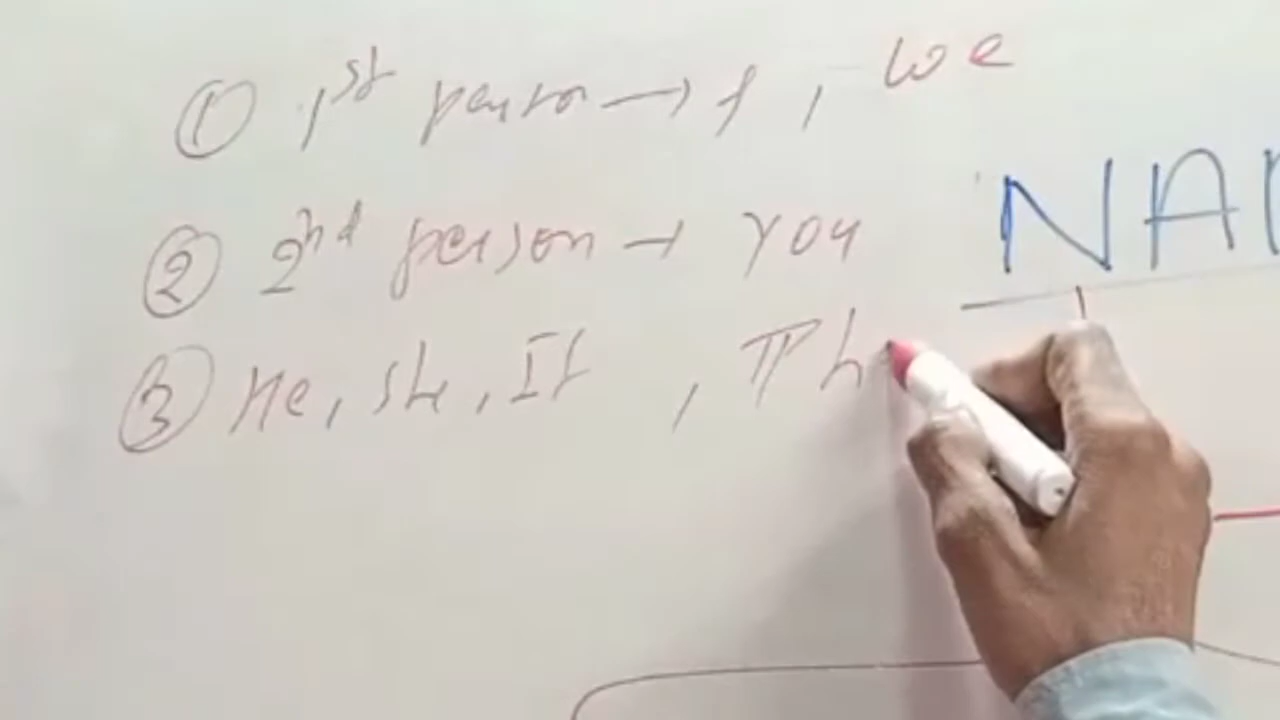 ① 1st person → I, we
② 2nd person → You
NA
③ He, she, It , Th